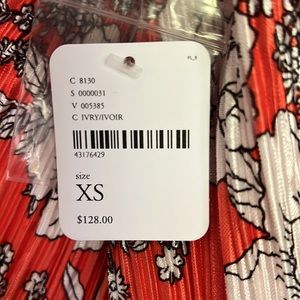 C 8130
S 0000031
V 005385
C IVRY/IVOIR
43176429
size
XS
$128.00